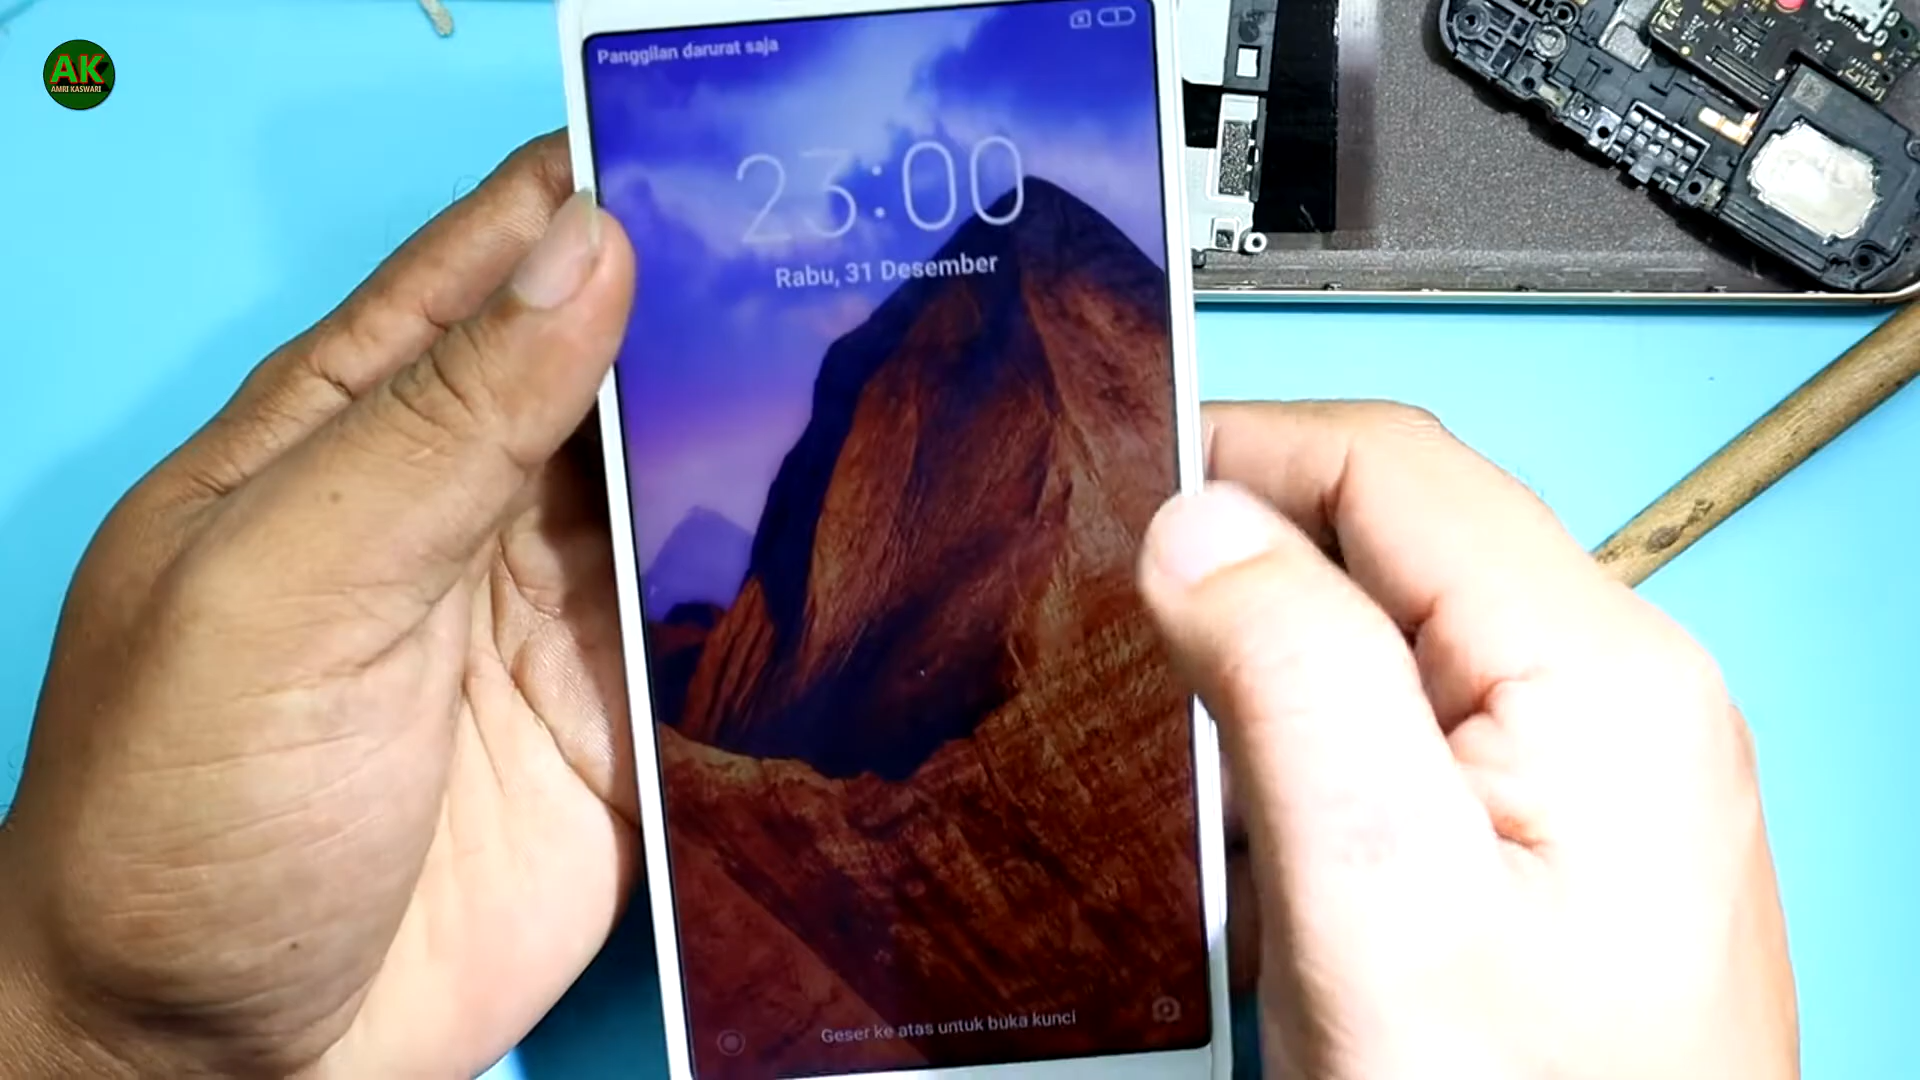 AK
AMRI KASWARI
Panggilan darurat saja
23:00
Rabu, 31 Desember
Geser ke atas untuk buka kunci